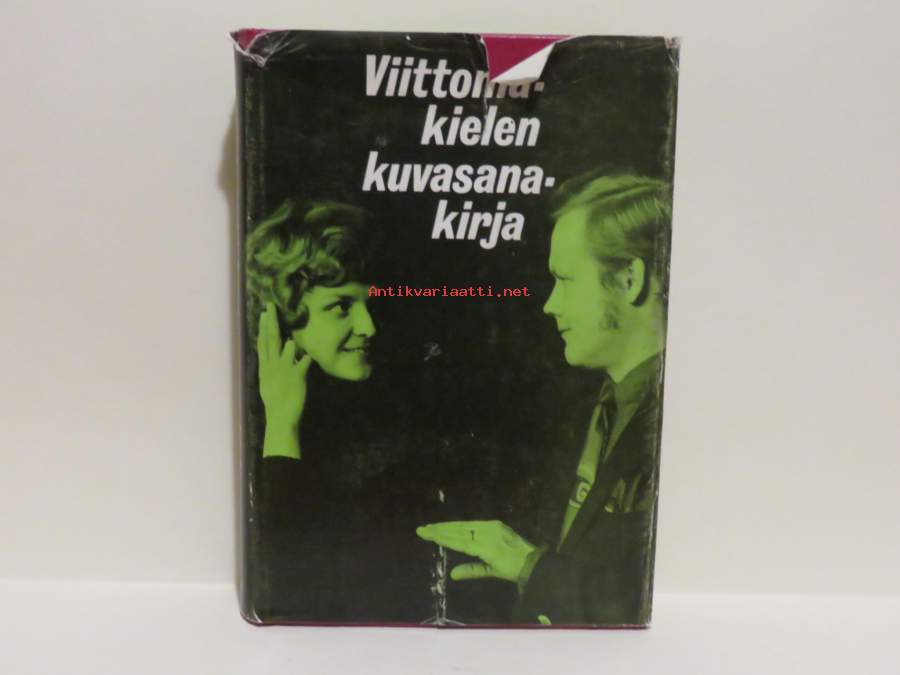 Viittoma-
kielen
kuvasana-
kirja
Antikvariaatti.net